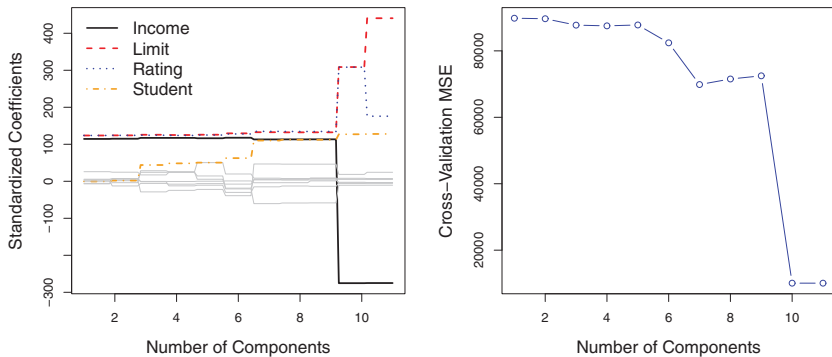 Standardized Coefficients
400
300
200
100
0
-100
-300
Income
Limit
Rating
Student
2 4 6 8 10
Number of Components
Cross-Validation MSE
80000
60000
40000
20000
2 4 6 8 10
Number of Components